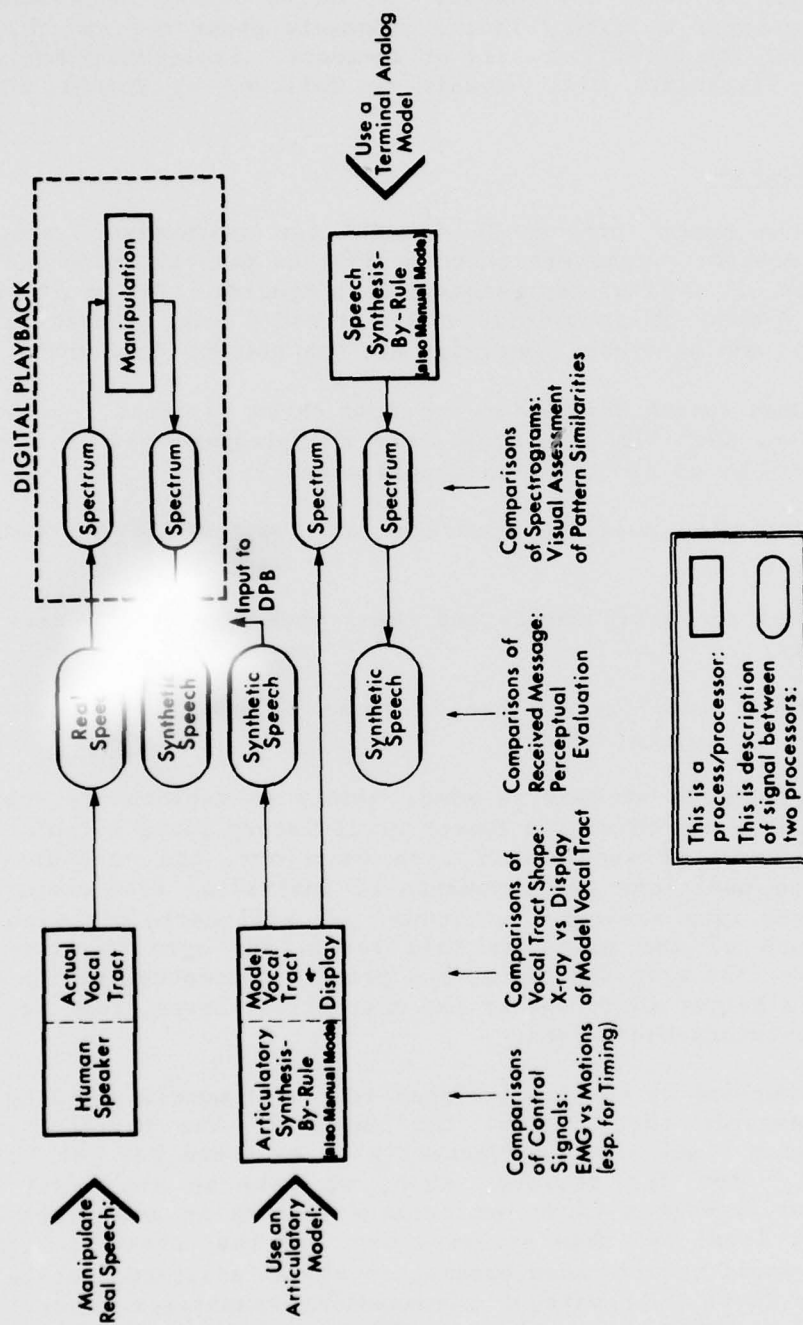 DIGITAL PLAYBACK
Manipulate
Real Speech:
Human
Speaker
Actual
Vocal
Tract
Speech
Spectrum
Manipulation
Spectrum
Synthetic
Speech
Use an
Articulatory
Model:
Articulatory
Synthesis-
By-Rule
(also Manual Mode)
Model
Vocal
Tract
+
Display
Synthetic
Speech
Input to
DPB
Spectrum
Synthetic
Speech
Spectrum
Speech
Synthesis-
By-Rule
(also Manual Mode)
Use a
Terminal Analog
Model
Comparisons
of Control
Signals:
EMG vs Motions
(esp. for Timing)
Comparisons of
Vocal Tract Shape:
X-ray vs Display
of Model Vocal Tract
Comparisons of
Received Message:
Perceptual
Evaluation
Comparisons
of Spectrograms:
Visual Assessment
of Pattern Similarities
This is a
process/processor:
This is description
of signal between
two processors: